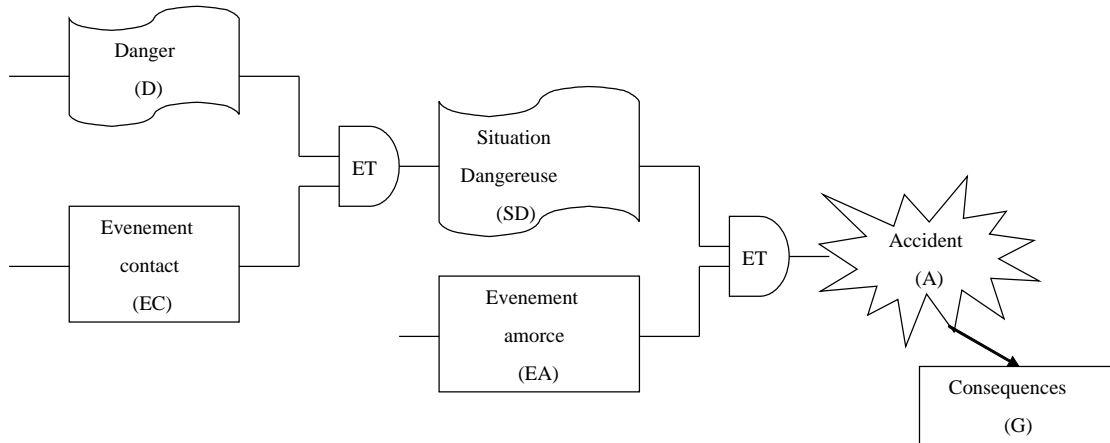 Danger
(D)
ET
Evenement
contact
(EC)
Situation
Dangereuse
(SD)
ET
Evenement
amorce
(EA)
Accident
(A)
Consequences
(G)